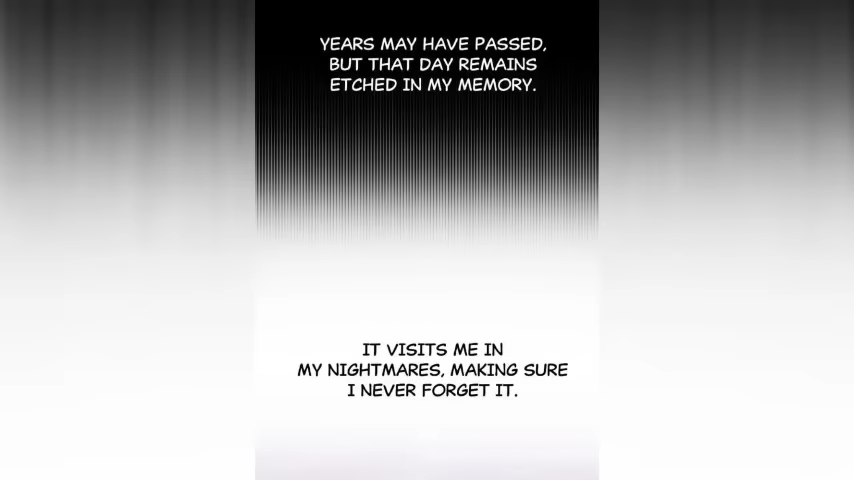 YEARS MAY HAVE PASSED,
BUT THAT DAY REMAINS
ETCHED IN MY MEMORY.
IT VISITS ME IN
MY NIGHTMARES, MAKING SURE
I NEVER FORGET IT.